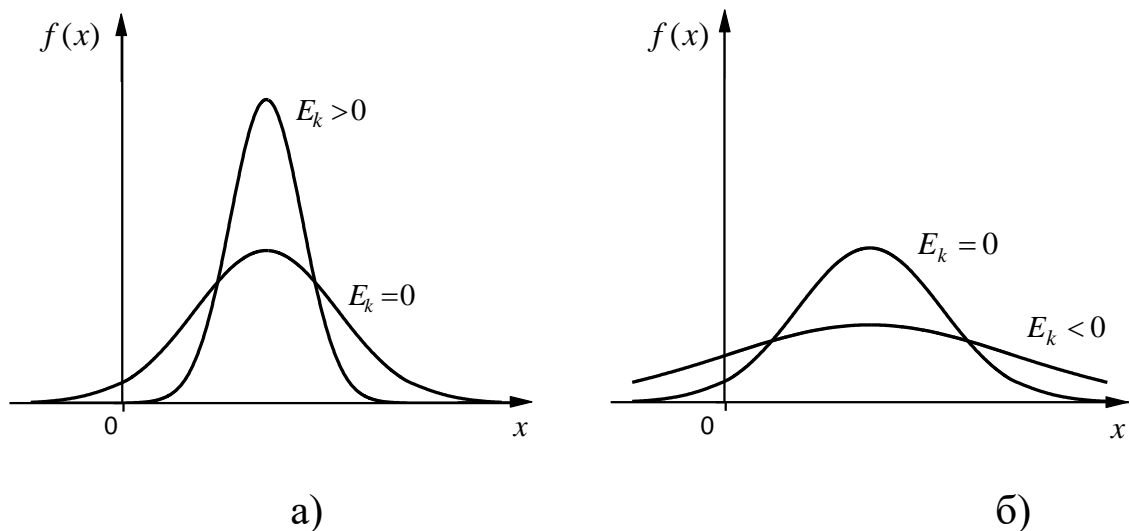 f(x)
E_k > 0
E_k = 0
0
x
а)
f(x)
E_k = 0
E_k < 0
0
x
б)